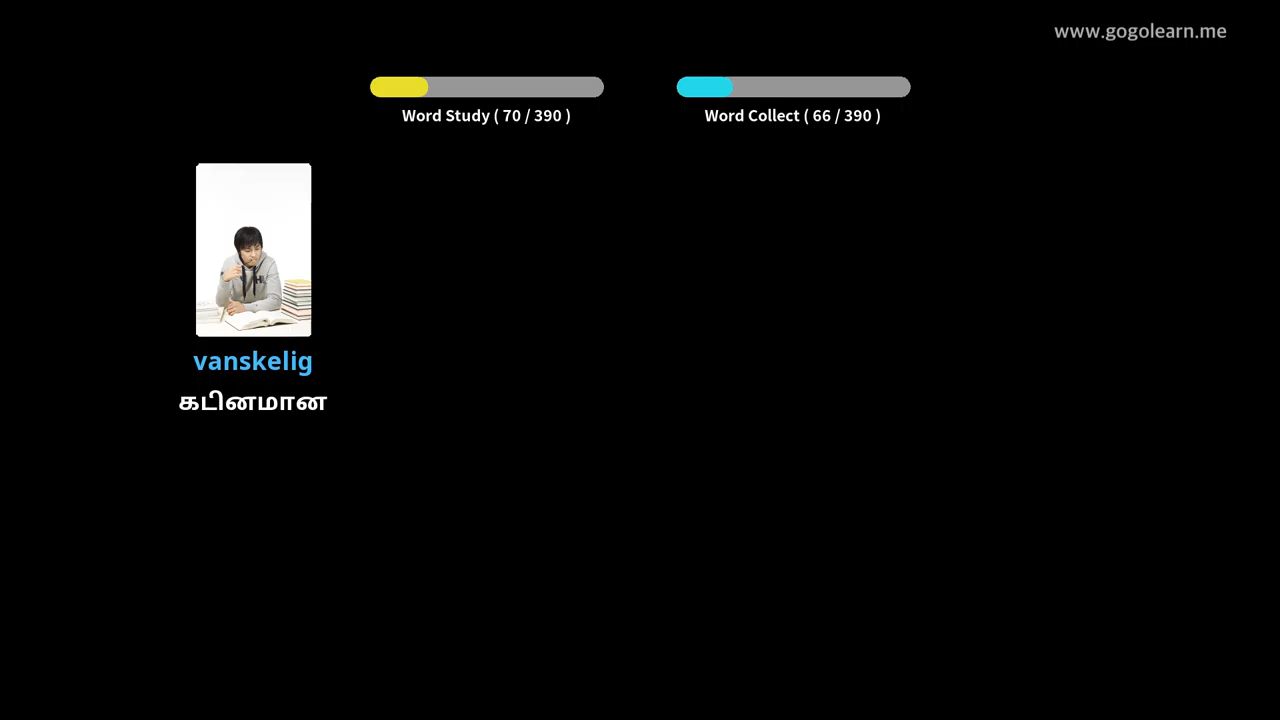 www.gogolearn.me
Word Study ( 70 / 390 )
Word Collect ( 66 / 390 )
vanskelig
கடினமான